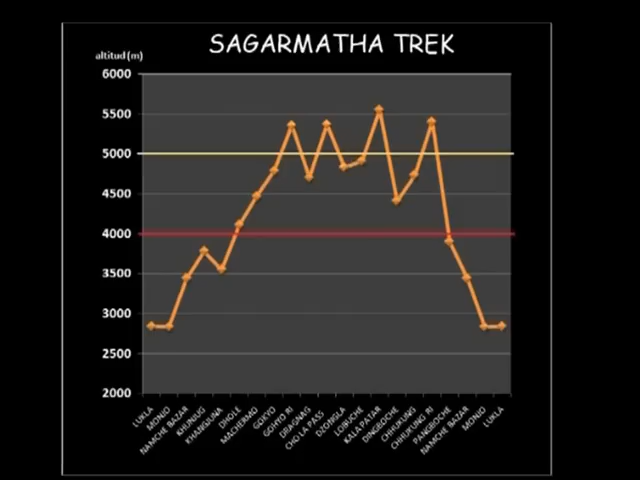 SAGARMATHA TREK
altitud (m)
6000
5500
5000
4500
4000
3500
3000
2500
2000
LUKLA
MONJO
NAMCHE BAZAR
KHUNJUG
KHANGJUNA
DHOLE
MACHERMO
GOKYO
GOKYO RI
DRAGNAG
CHO LA PASS
DZONGLA
LOBUCHE
KALA PATAR
DINGBOCHE
CHHUKUNG
CHHUKUNG RI
PANGBOCHE
NAMCHE BAZAR
MONJO
LUKLA